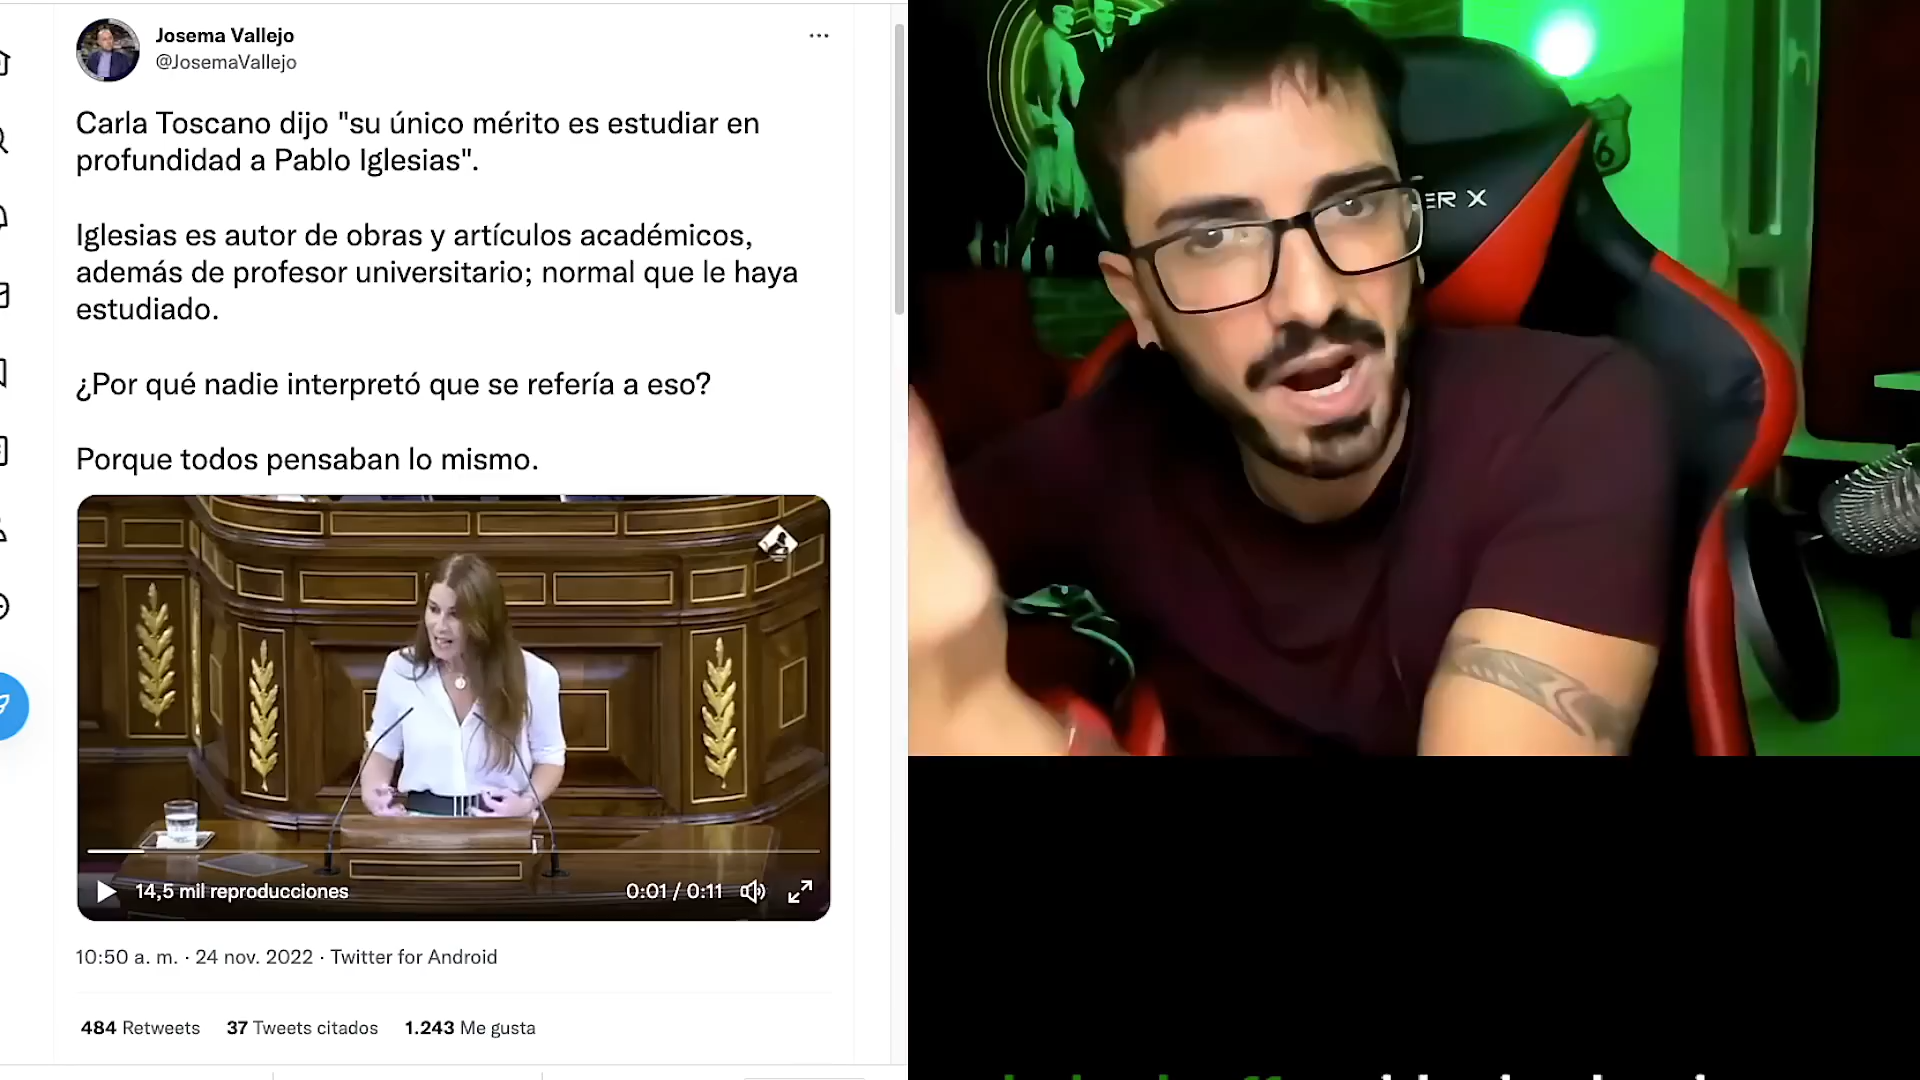 Josema Vallejo
@JosemaVallejo
Carla Toscano dijo "su único mérito es estudiar en
profundidad a Pablo Iglesias".
Iglesias es autor de obras y artículos académicos,
además de profesor universitario; normal que le haya
estudiado.
¿Por qué nadie interpretó que se refería a eso?
Porque todos pensaban lo mismo.
14,5 mil reproducciones
0:01 / 0:11
10:50 a. m. · 24 nov. 2022 · Twitter for Android
484 Retweets 37 Tweets citados 1.243 Me gusta
ER X
6